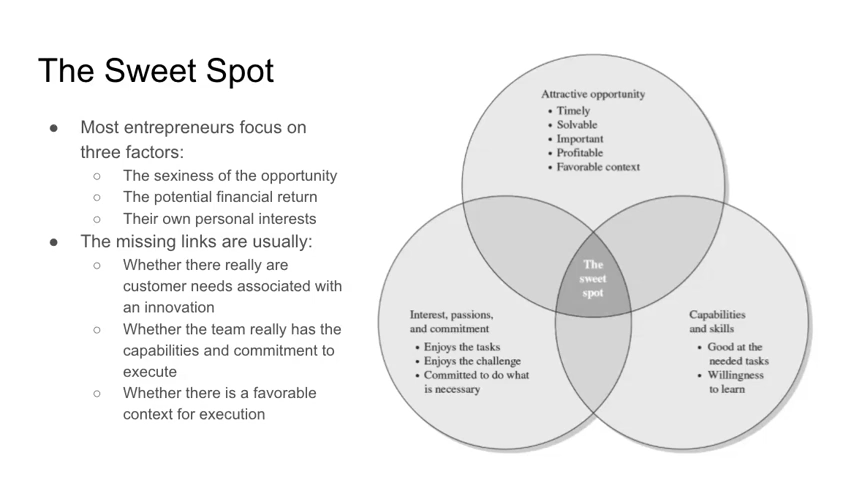 The Sweet Spot
● Most entrepreneurs focus on
three factors:
○ The sexiness of the opportunity
○ The potential financial return
○ Their own personal interests
● The missing links are usually:
○ Whether there really are
customer needs associated with
an innovation
○ Whether the team really has the
capabilities and commitment to
execute
○ Whether there is a favorable
context for execution
Attractive opportunity
• Timely
• Solvable
• Important
• Profitable
• Favorable context
The
sweet
spot
Interest, passions,
and commitment
• Enjoys the tasks
• Enjoys the challenge
• Committed to do what
is necessary
Capabilities
and skills
• Good at the
needed tasks
• Willingness
to learn